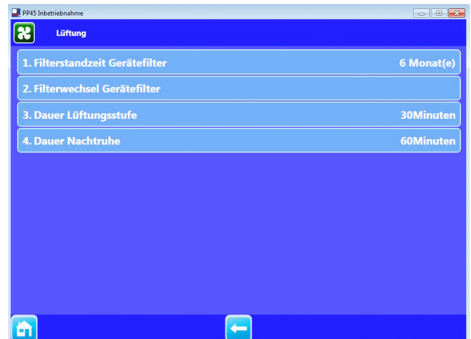 PP45 Inbetriebnahme
Lüftung
1. Filterstandzeit Gerätefilter 6 Monat(e)
2. Filterwechsel Gerätefilter
3. Dauer Lüftungsstufe 30Minuten
4. Dauer Nachtruhe 60Minuten